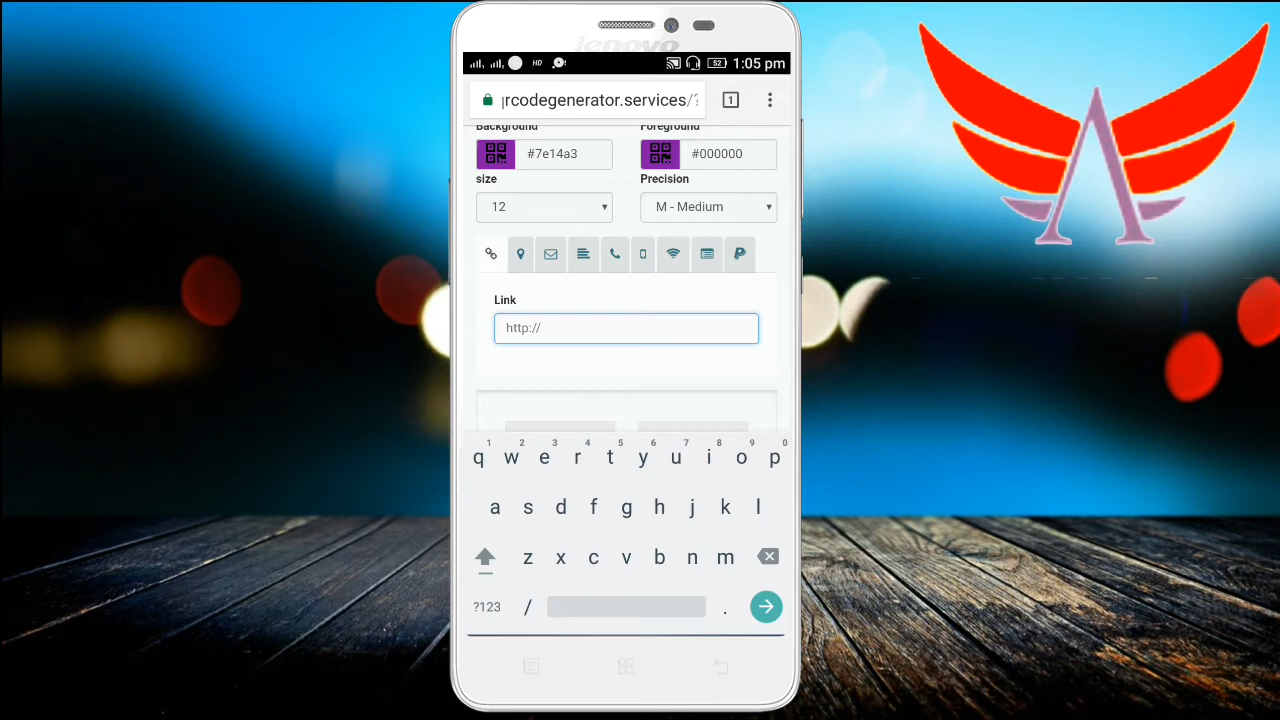 lenovo
HD 52 1:05 pm
rcodegenerator.services/? 1
Background Foreground
#7e14a3 #000000
size Precision
12 M - Medium
Link
http://
1 2 3 4 5 6 7 8 9 0
q w e r t y u i o p
a s d f g h j k l
z x c v b n m
?123 / .
A